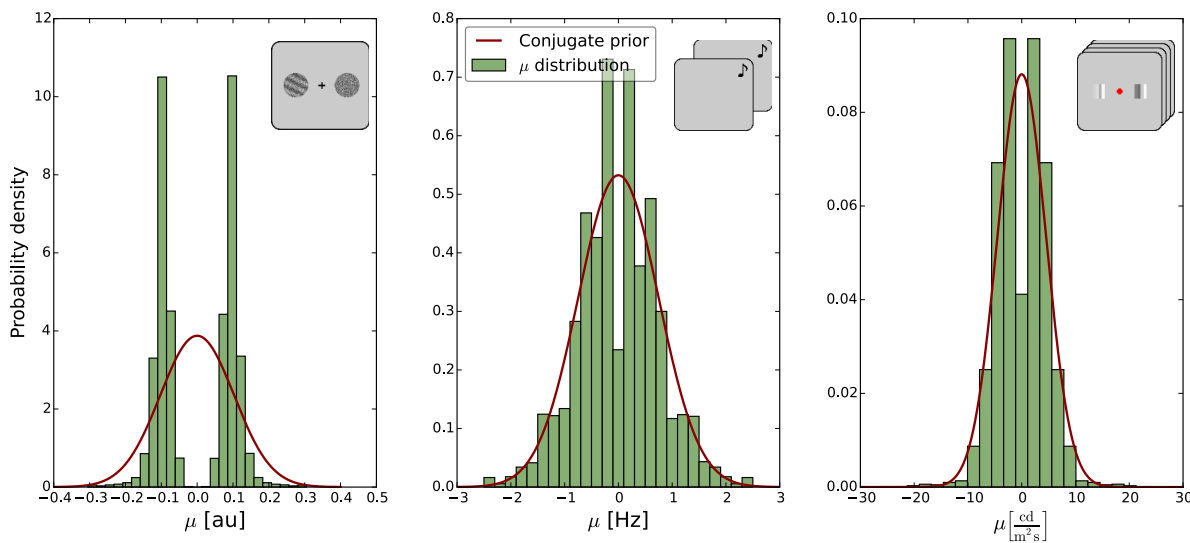 Probability density
12
10
8
6
4
2
0
−0.4 −0.3 −0.2 −0.1 0.0 0.1 0.2 0.3 0.4 0.5
μ [au]
Conjugate prior
μ distribution
0.8
0.7
0.6
0.5
0.4
0.3
0.2
0.1
0.0
−3 −2 −1 0 1 2 3
μ [Hz]
0.10
0.08
0.06
0.04
0.02
0.00
−30 −20 −10 0 10 20 30
μ[cd/m²s]